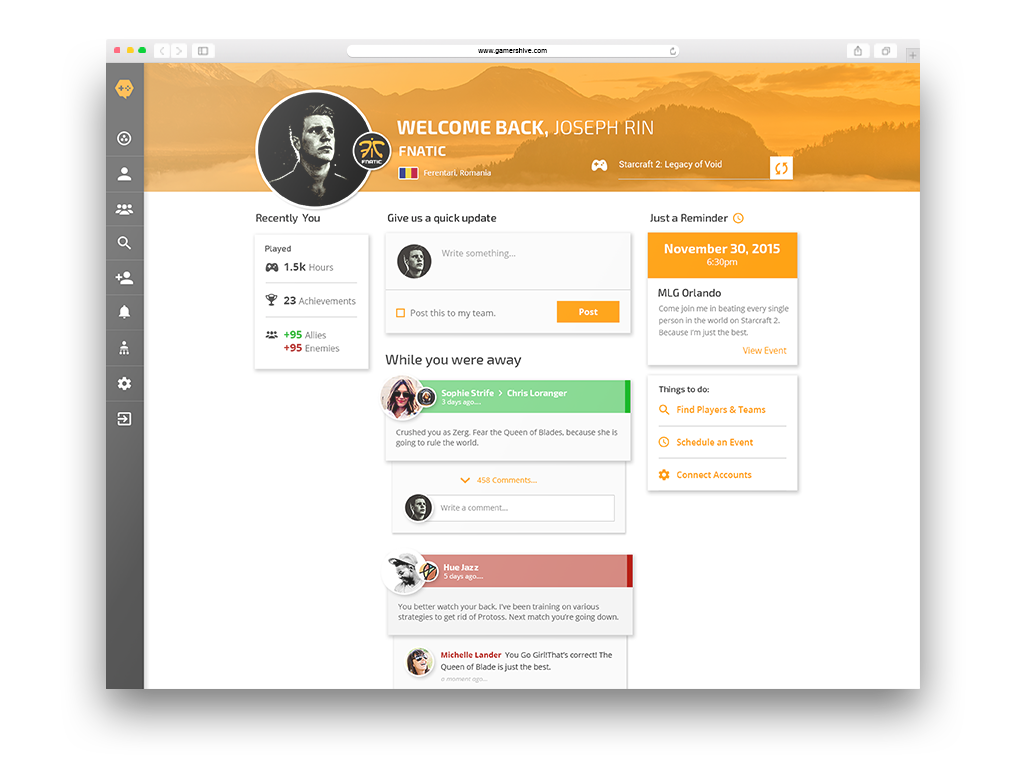 www.gamershive.com
WELCOME BACK, JOSEPH RIN
FNATIC
FNATIC
Ferentari, Romania
Starcraft 2: Legacy of Void
Recently You
Played
1.5k Hours
23 Achievements
+95 Allies
+95 Enemies
Give us a quick update
Write something...
Post this to my team.
Post
While you were away
Sophie Strife > Chris Loranger
3 days ago....
Crushed you as Zerg. Fear the Queen of Blades, because she is
going to rule the world.
458 Comments...
Write a comment...
Hue Jazz
5 days ago....
You better watch your back. I've been training on various
strategies to get rid of Protoss. Next match you're going down.
Michelle Lander You Go Girl!That's correct! The
Queen of Blade is just the best.
a moment ago...
Just a Reminder
November 30, 2015
6:30pm
MLG Orlando
Come join me in beating every single
person in the world on Starcraft 2.
Because I'm just the best.
View Event
Things to do:
Find Players & Teams
Schedule an Event
Connect Accounts